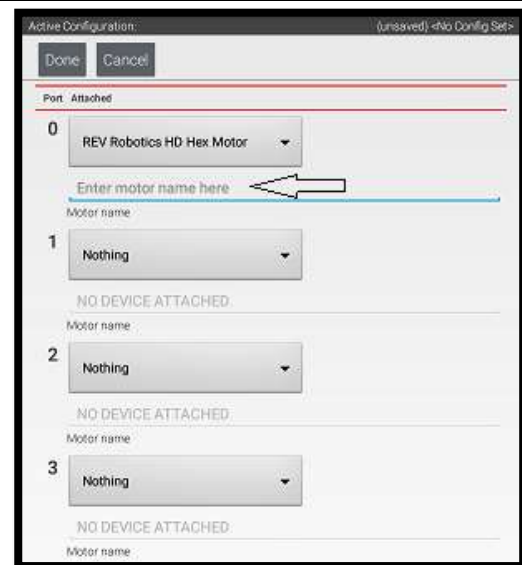 Active Configuration: (unsaved) <No Config Set>
Done Cancel
Port Attached
0 REV Robotics HD Hex Motor
Enter motor name here
Motor name
1 Nothing
NO DEVICE ATTACHED
Motor name
2 Nothing
NO DEVICE ATTACHED
Motor name
3 Nothing
NO DEVICE ATTACHED
Motor name